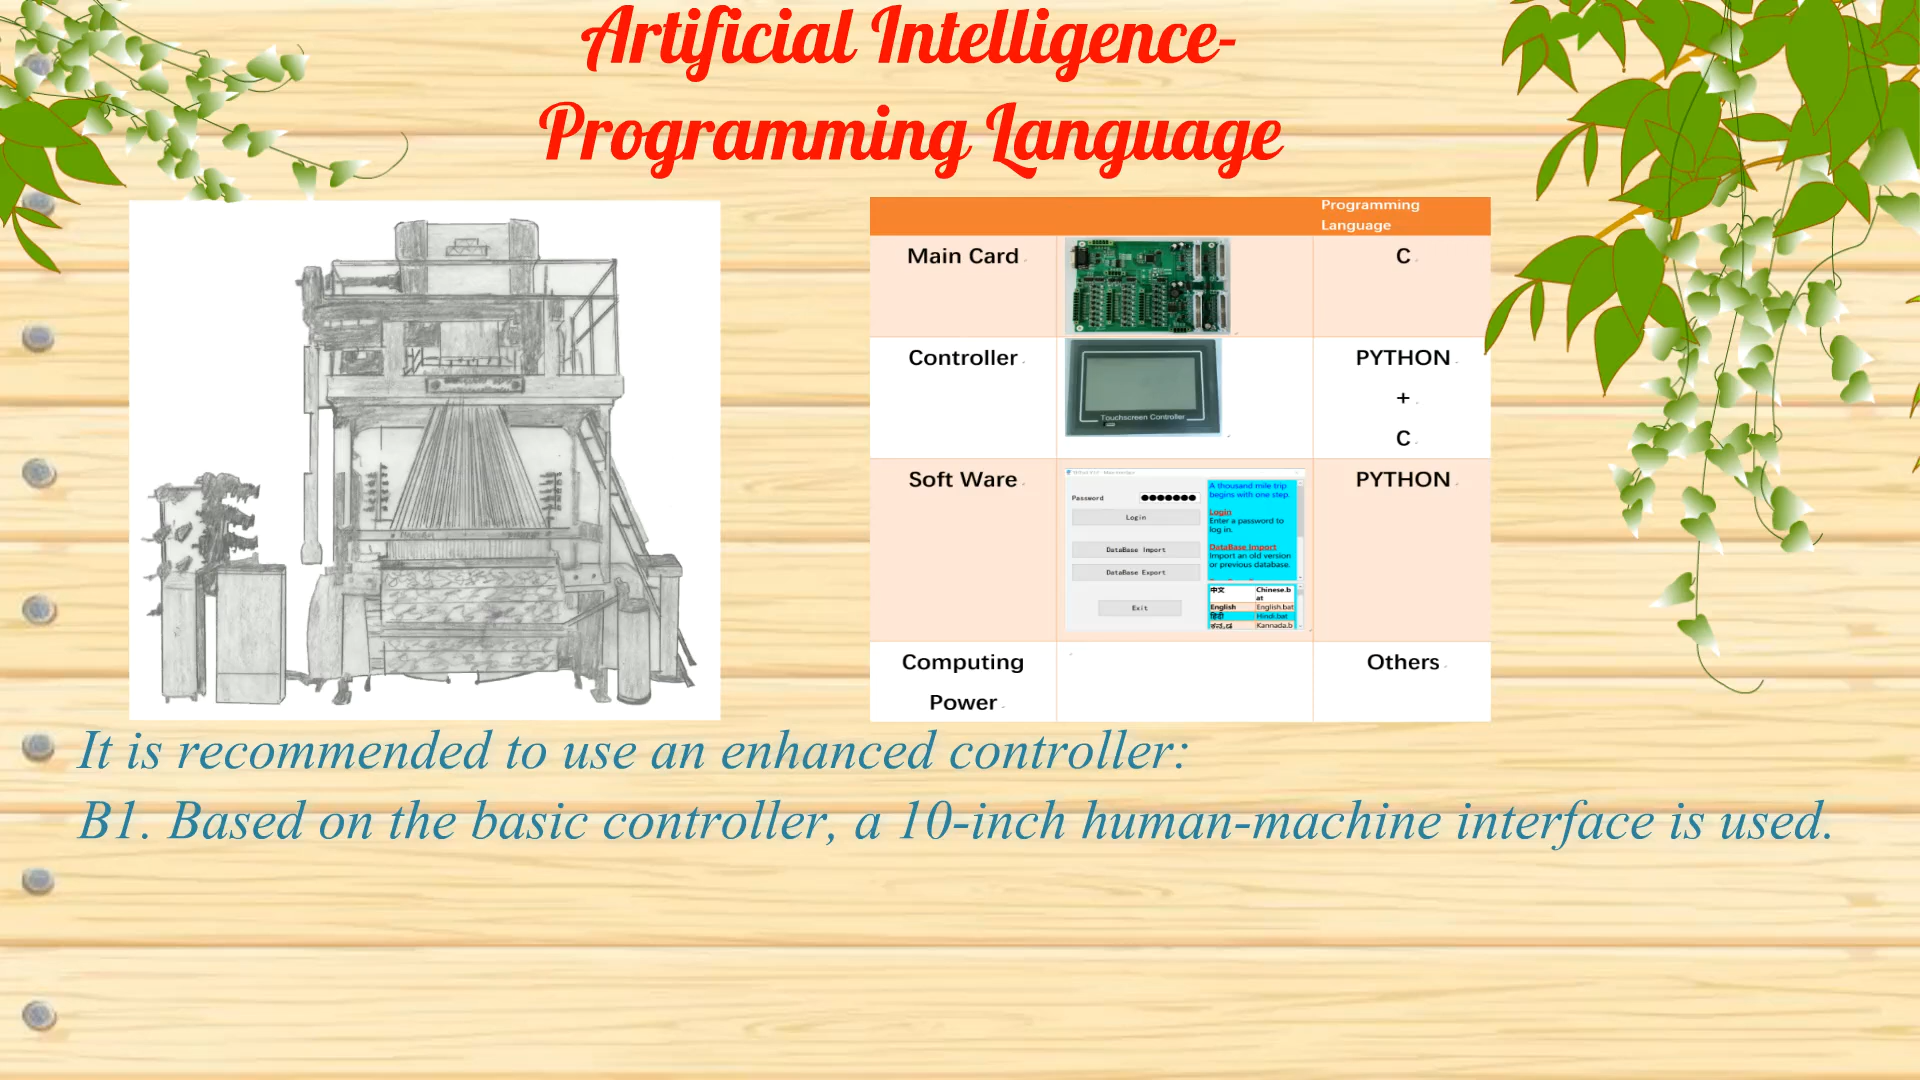 Artificial Intelligence-
Programming Language
Programming
Language
Main Card
C
Touchscreen Controller
Controller
PYTHON
+
C
Soft Ware
PYTHON
Password
Login
DataBase Import
DataBase Export
Exit
A thousand mile trip
begins with one step.
Login
Enter a password to
log in.
DataBase Import
Import an old version
or previous database.
中文 Chinese.b
at
English English.bat
हिंदी Hindi.bat
ಕನ್ನಡ Kannada.b
Computing
Power
Others
It is recommended to use an enhanced controller:
B1. Based on the basic controller, a 10-inch human-machine interface is used.